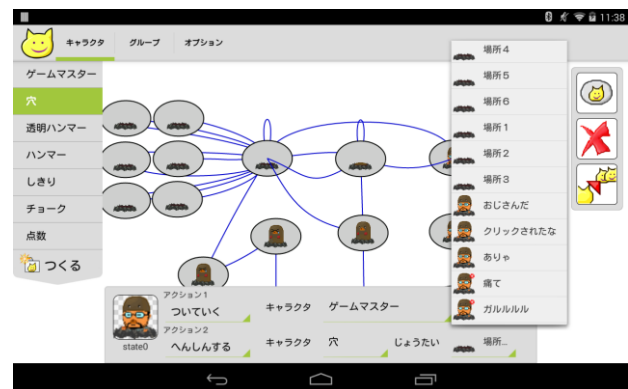 11:38
キャラクタ グループ オプション
ゲームマスター
穴
透明ハンマー
ハンマー
しきり
チョーク
点数
つくる
場所4
場所5
場所6
場所1
場所2
場所3
おじさんだ
クリックされたな
ありゃ
痛て
ガルルルル
アクション1
ついていく キャラクタ ゲームマスター
アクション2
へんしんする キャラクタ 穴 じょうたい 場所...
state0